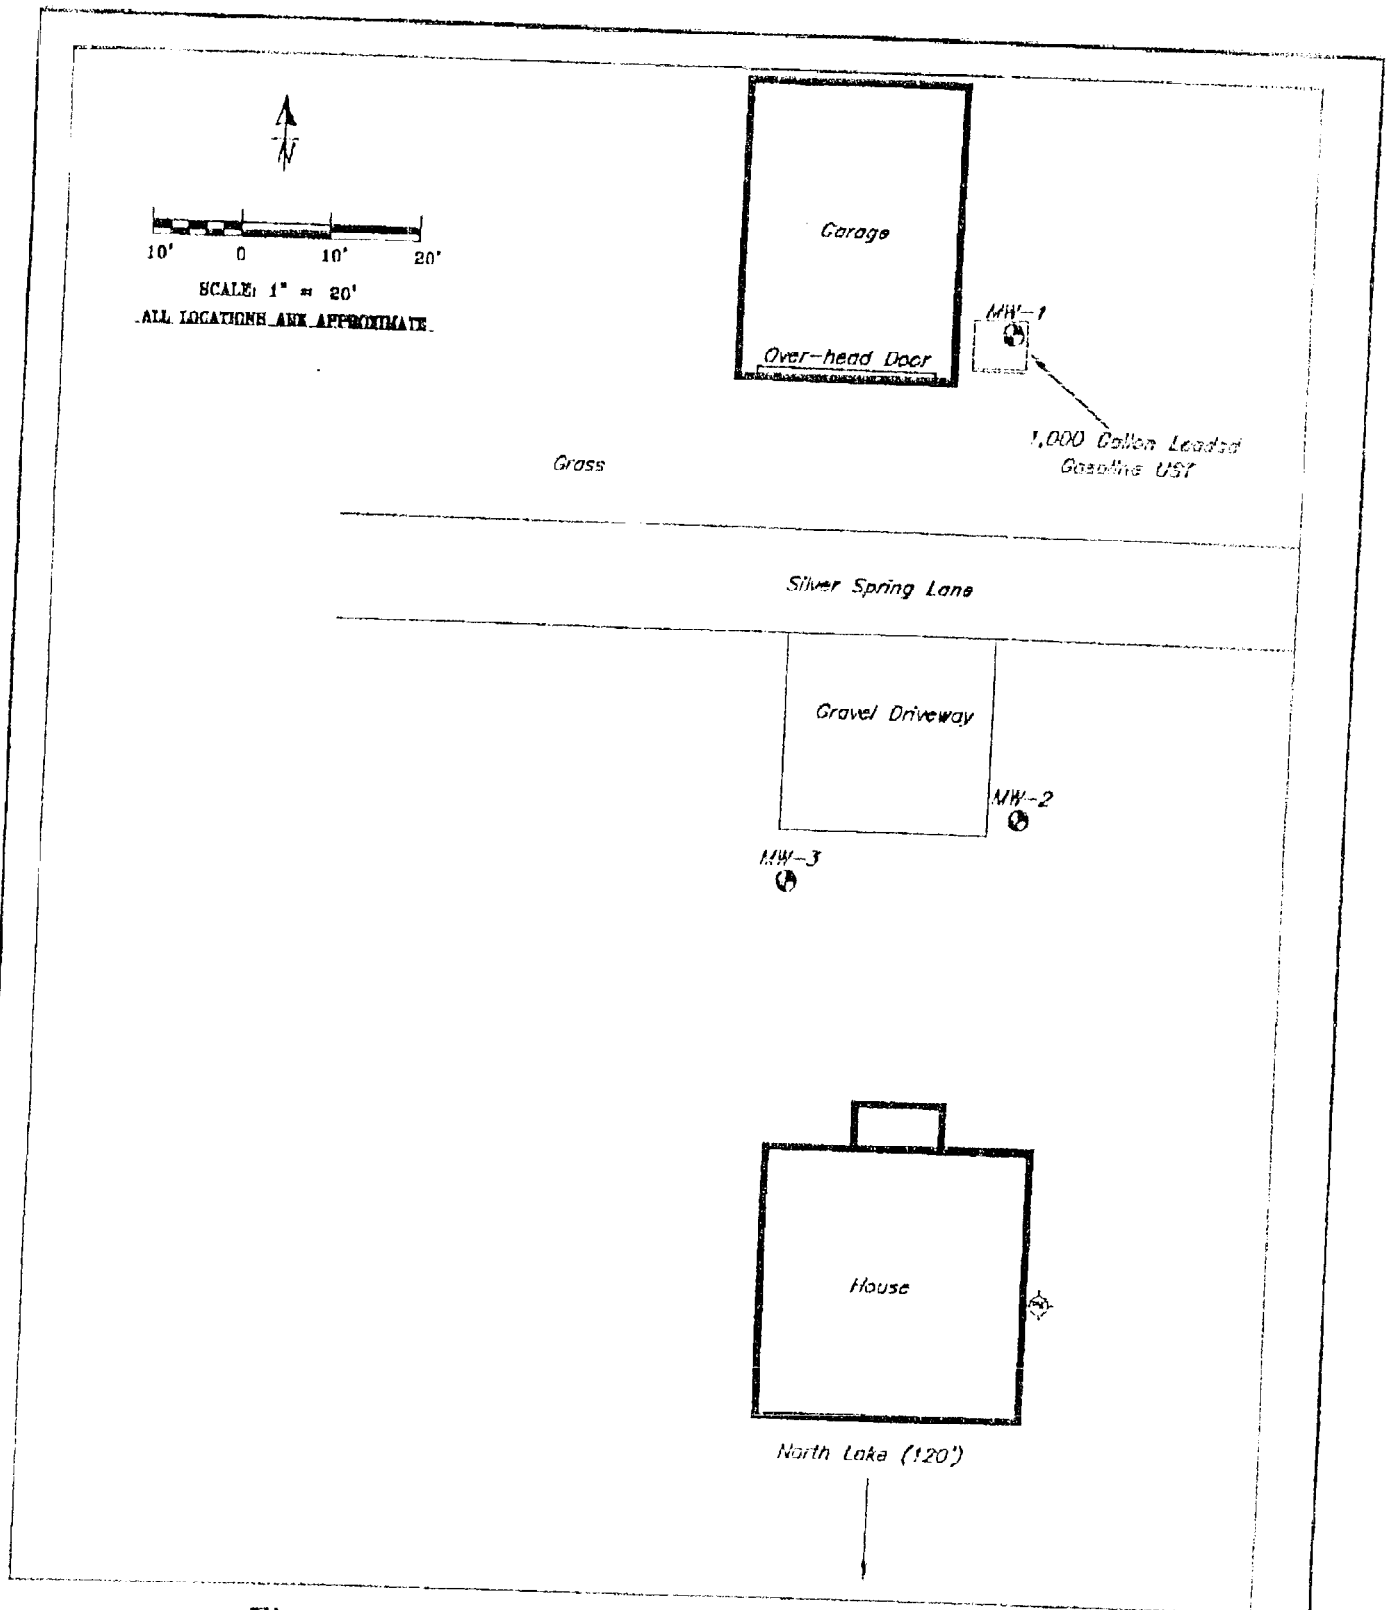 N
10' 0 10' 20'
SCALE: 1" = 20'
ALL LOCATIONS ARE APPROXIMATE
Garage
MW-1
Over-head Door
1,000 Gallon Leaded
Gasoline UST
Grass
Silver Spring Lane
Gravel Driveway
MW-2
MW-3
House
North Lake (120')